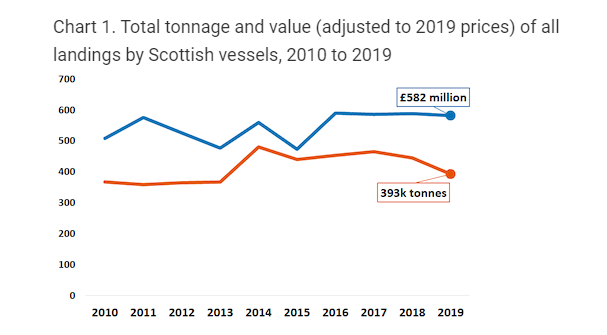 Chart 1. Total tonnage and value (adjusted to 2019 prices) of all
landings by Scottish vessels, 2010 to 2019
700
600
500
400
300
200
100
0
£582 million
393k tonnes
2010 2011 2012 2013 2014 2015 2016 2017 2018 2019